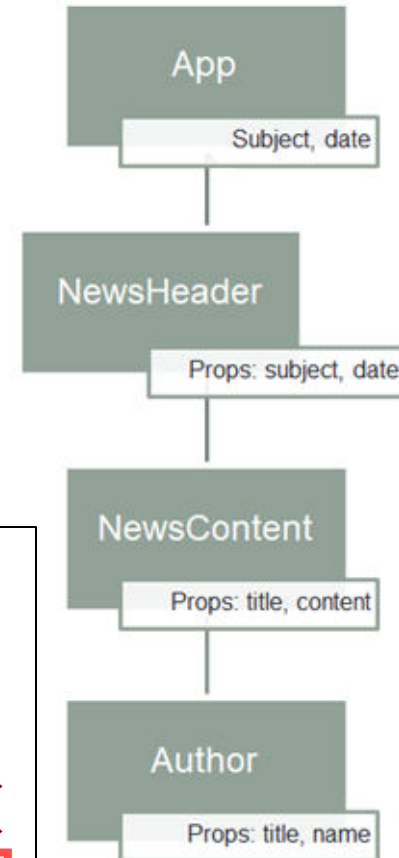 App
Subject, date
NewsHeader
Props: subject, date
NewsContent
Props: title, content
Author
Props: title, name